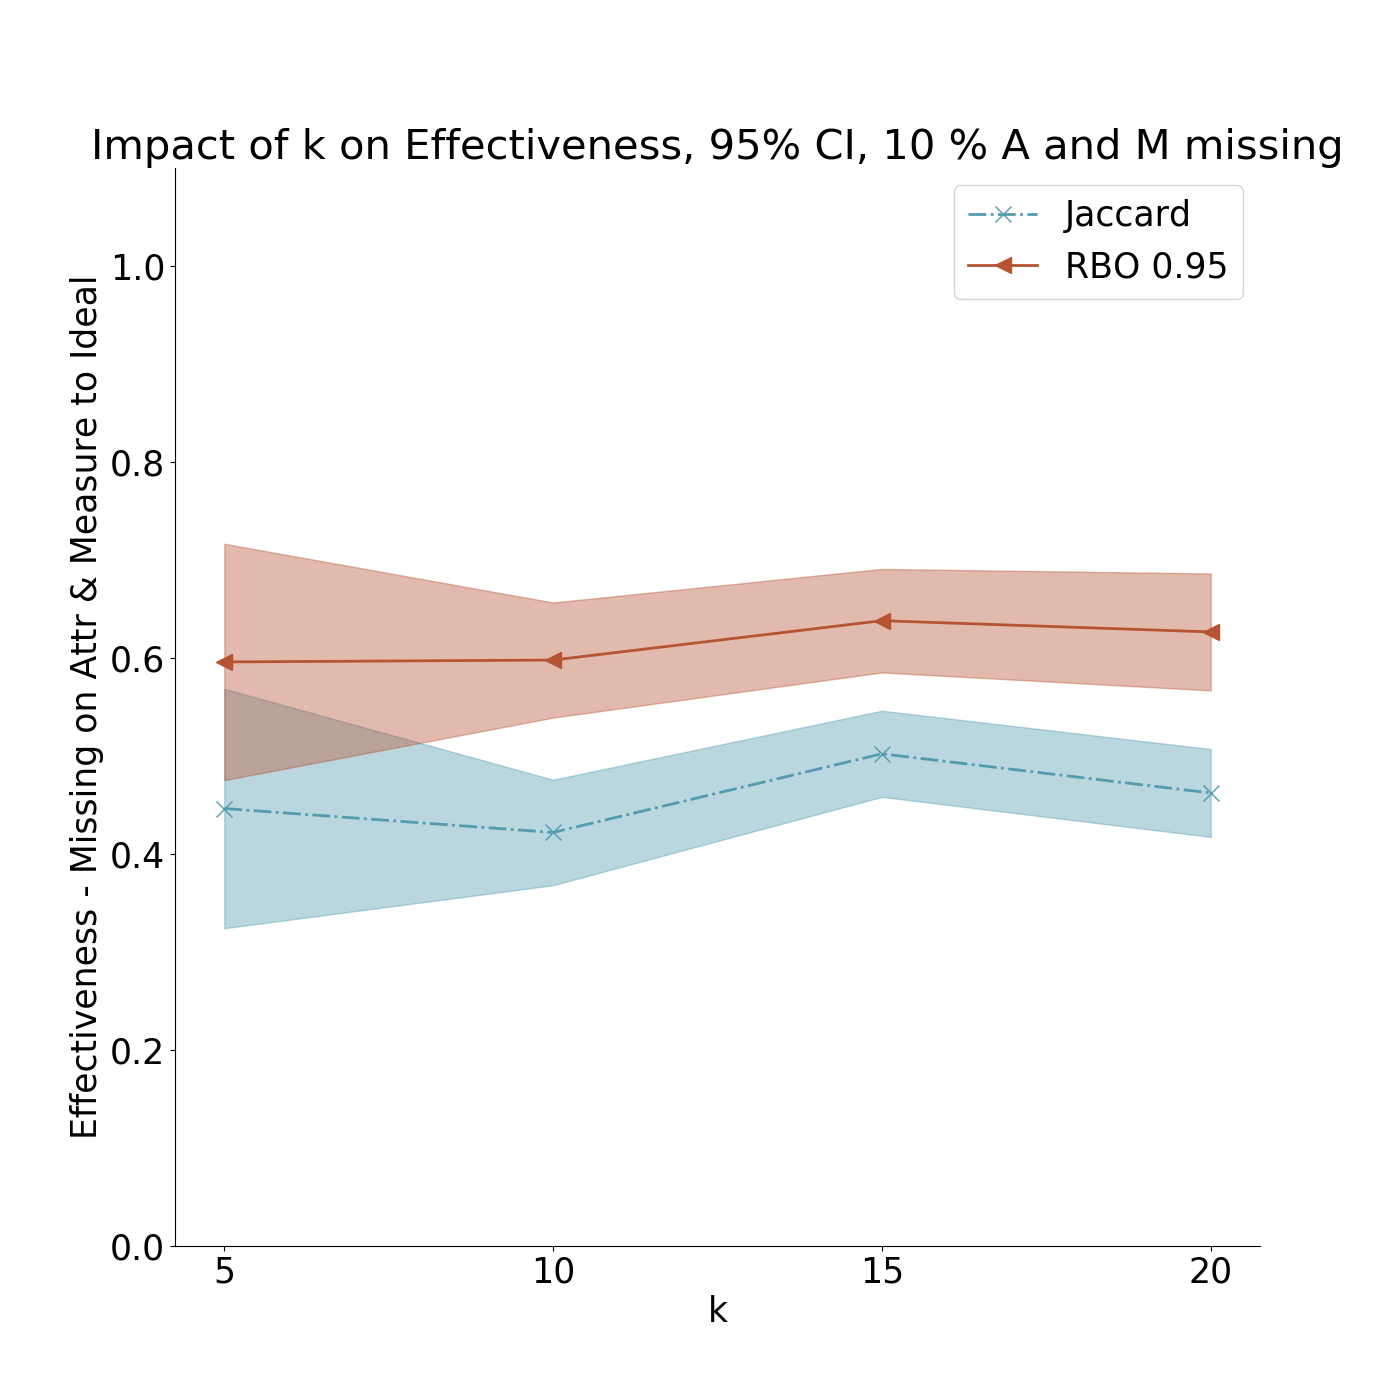 Impact of k on Effectiveness, 95% CI, 10 % A and M missing
Jaccard
RBO 0.95
Effectiveness - Missing on Attr & Measure to Ideal
1.0
0.8
0.6
0.4
0.2
0.0
5
10
15
20
k